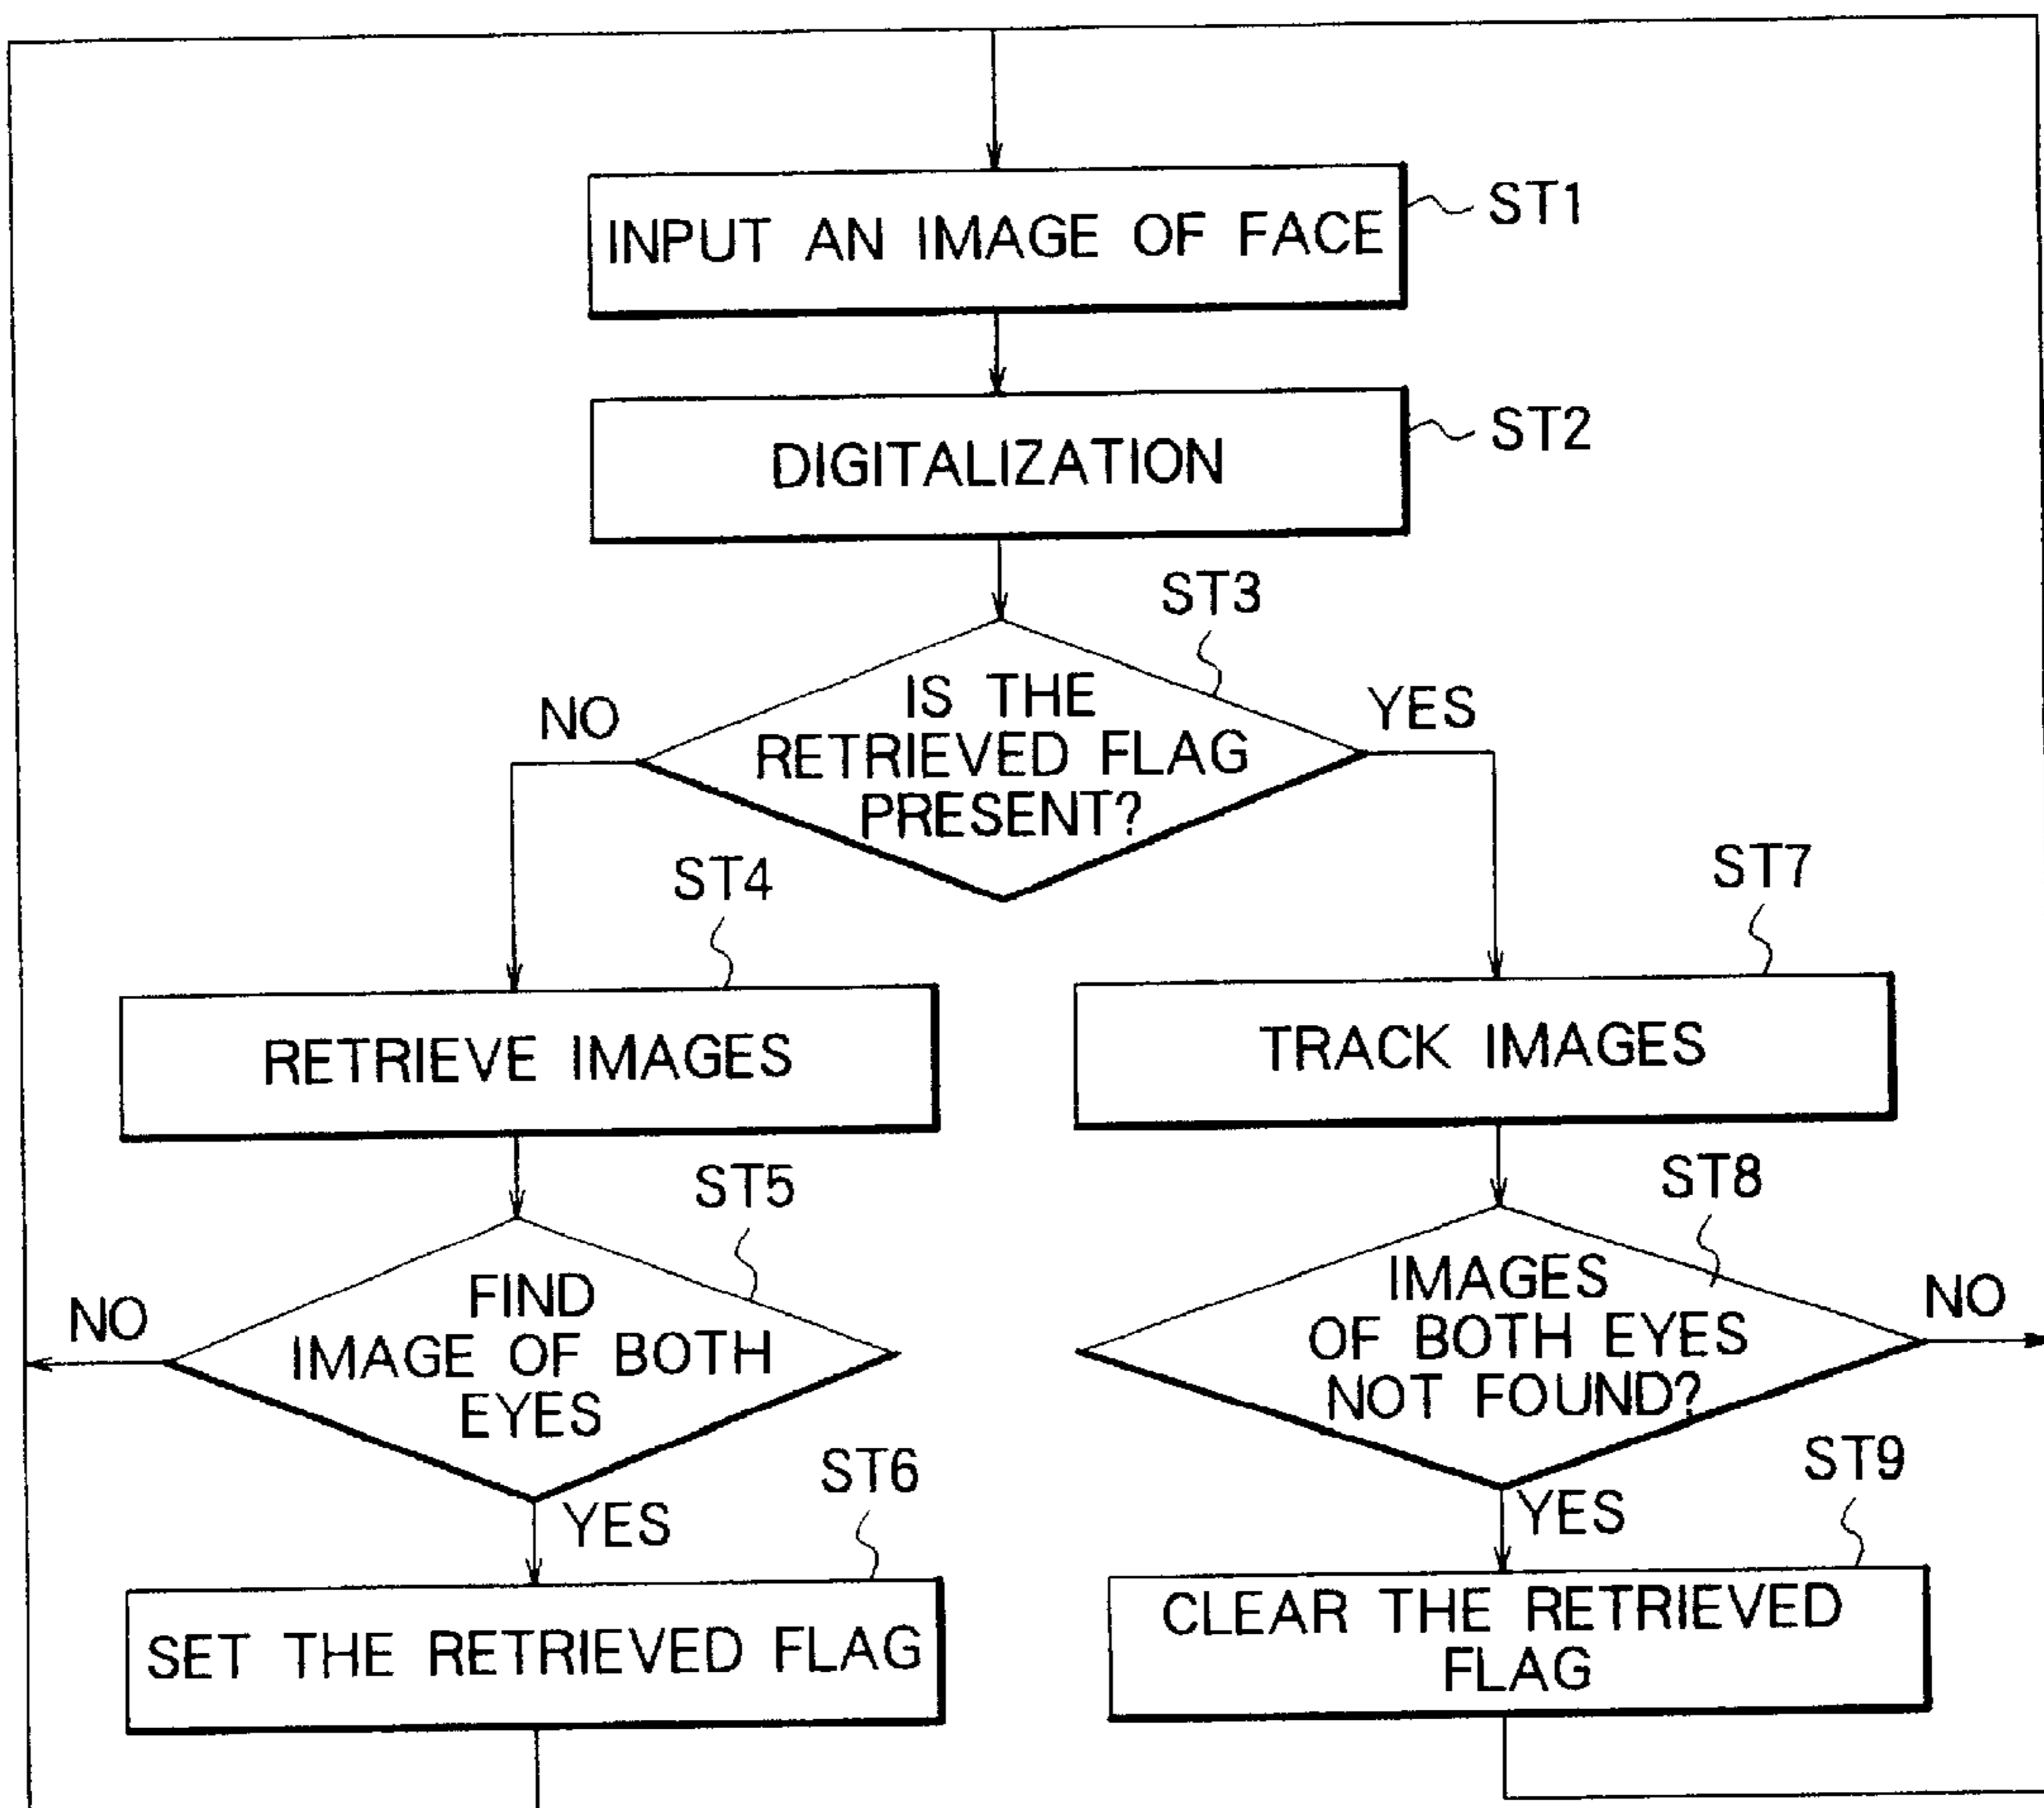 INPUT AN IMAGE OF FACE
ST1
DIGITALIZATION
ST2
ST3
IS THE
RETRIEVED FLAG
PRESENT?
NO
YES
ST4
RETRIEVE IMAGES
ST7
TRACK IMAGES
ST5
FIND
IMAGE OF BOTH
EYES
NO
YES
ST8
IMAGES
OF BOTH EYES
NOT FOUND?
NO
YES
ST6
SET THE RETRIEVED FLAG
ST9
CLEAR THE RETRIEVED
FLAG